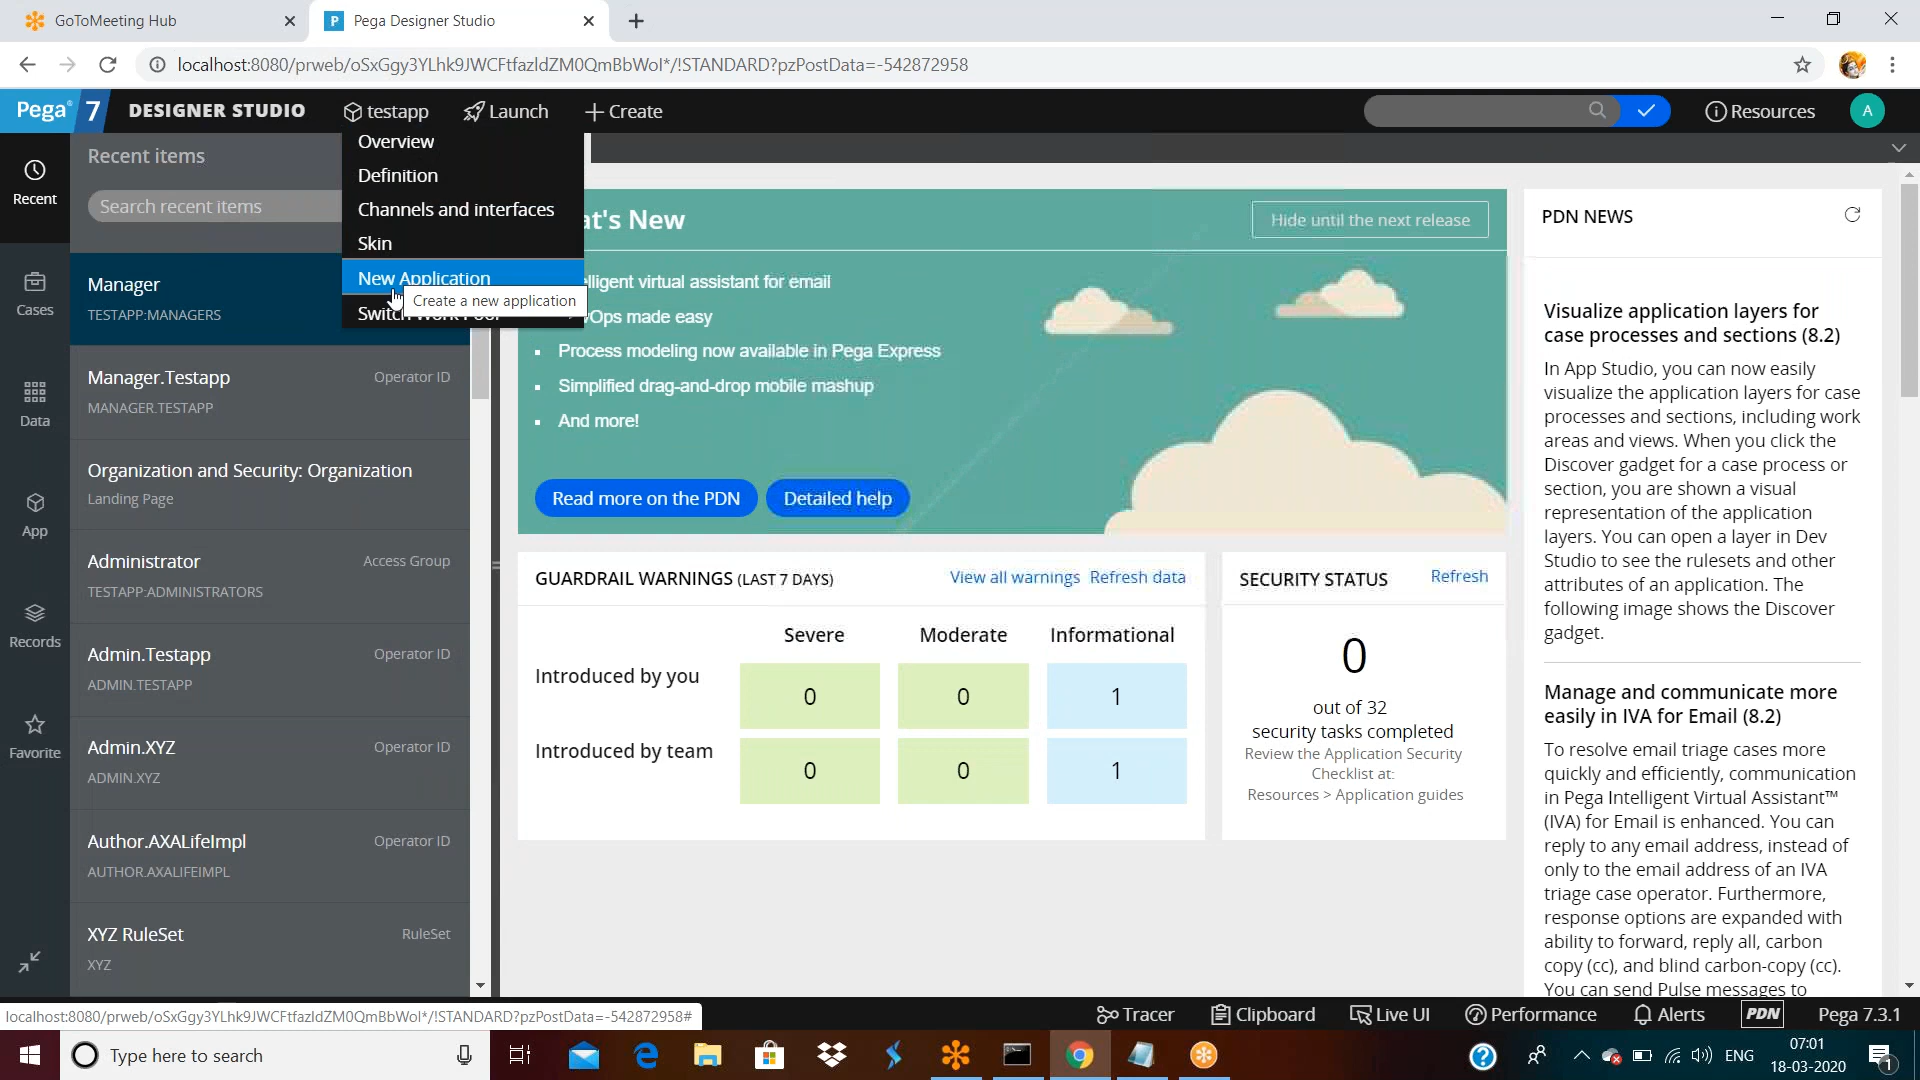 GoToMeeting Hub
P Pega Designer Studio
localhost:8080/prweb/oSxGgy3YLhk9JWCFtfazldZM0QmBbWoI*/!STANDARD?pzPostData=-542872958
Pega® 7 DESIGNER STUDIO testapp Launch Create Resources A
Recent
Cases
Data
App
Records
Favorite
Recent items
Search recent items
Manager
TESTAPP:MANAGERS
Manager.Testapp Operator ID
MANAGER.TESTAPP
Organization and Security: Organization
Landing Page
Administrator Access Group
TESTAPP:ADMINISTRATORS
Admin.Testapp Operator ID
ADMIN.TESTAPP
Admin.XYZ Operator ID
ADMIN.XYZ
Author.AXALifeImpl Operator ID
AUTHOR.AXALIFEIMPL
XYZ RuleSet RuleSet
XYZ
Overview
Definition
Channels and interfaces
Skin
New Application
Create a new application
Switch Work Pool
at's New
Hide until the next release
lligent virtual assistant for email
Ops made easy
Process modeling now available in Pega Express
Simplified drag-and-drop mobile mashup
And more!
Read more on the PDN
Detailed help
GUARDRAIL WARNINGS (LAST 7 DAYS) View all warnings Refresh data
Severe Moderate Informational
Introduced by you 0 0 1
Introduced by team 0 0 1
SECURITY STATUS Refresh
0
out of 32
security tasks completed
Review the Application Security
Checklist at:
Resources > Application guides
PDN NEWS
Visualize application layers for
case processes and sections (8.2)
In App Studio, you can now easily
visualize the application layers for case
processes and sections, including work
areas and views. When you click the
Discover gadget for a case process or
section, you are shown a visual
representation of the application
layers. You can open a layer in Dev
Studio to see the rulesets and other
attributes of an application. The
following image shows the Discover
gadget.
Manage and communicate more
easily in IVA for Email (8.2)
To resolve email triage cases more
quickly and efficiently, communication
in Pega Intelligent Virtual Assistant™
(IVA) for Email is enhanced. You can
reply to any email address, instead of
only to the email address of an IVA
triage case operator. Furthermore,
response options are expanded with
ability to forward, reply all, carbon
copy (cc), and blind carbon-copy (cc).
You can send Pulse messages to
localhost:8080/prweb/oSxGgy3YLhk9JWCFtfazldZM0QmBbWoI*/!STANDARD?pzPostData=-542872958#
Tracer Clipboard Live UI Performance Alerts PDN Pega 7.3.1
Type here to search
ENG
07:01
18-03-2020
1